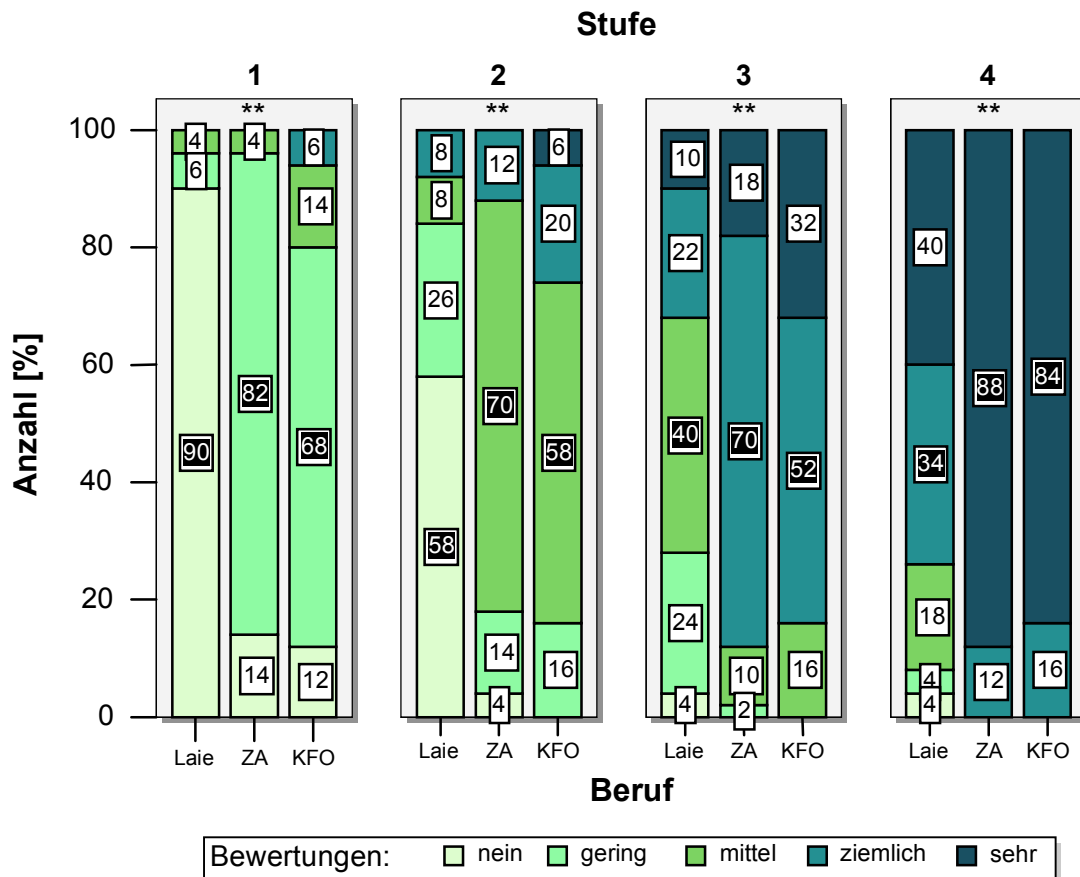 Stufe
1 2 3 4
** ** ** **
Anzahl [%]
100
80
60
40
20
0
4 6 90
4 82 14
6 14 68 12
8 8 26 58
12 70 14 4
6 20 58 16
10 22 40 24 4
18 70 10 2
32 52 16
40 34 18 4 4
88 12
84 16
Laie ZA KFO Laie ZA KFO Laie ZA KFO Laie ZA KFO
Beruf
Bewertungen: nein gering mittel ziemlich sehr